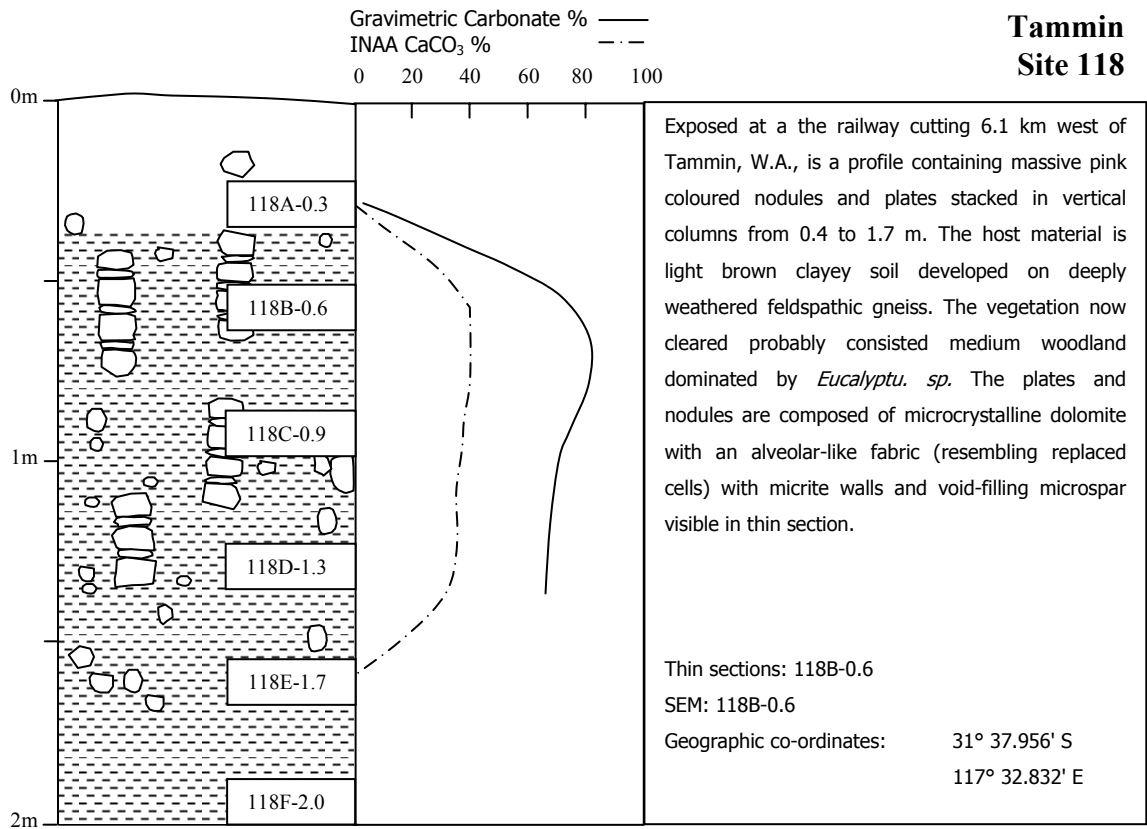 Gravimetric Carbonate %
INAA CaCO₃ %
Tammin
Site 118
0 20 40 60 80 100
0m
118A-0.3
118B-0.6
118C-0.9
1m
118D-1.3
118E-1.7
118F-2.0
2m
Exposed at a the railway cutting 6.1 km west of
Tammin, W.A., is a profile containing massive pink
coloured nodules and plates stacked in vertical
columns from 0.4 to 1.7 m. The host material is
light brown clayey soil developed on deeply
weathered feldspathic gneiss. The vegetation now
cleared probably consisted medium woodland
dominated by Eucalyptu. sp. The plates and
nodules are composed of microcrystalline dolomite
with an alveolar-like fabric (resembling replaced
cells) with micrite walls and void-filling microspar
visible in thin section.
Thin sections: 118B-0.6
SEM: 118B-0.6
Geographic co-ordinates: 31° 37.956' S
117° 32.832' E